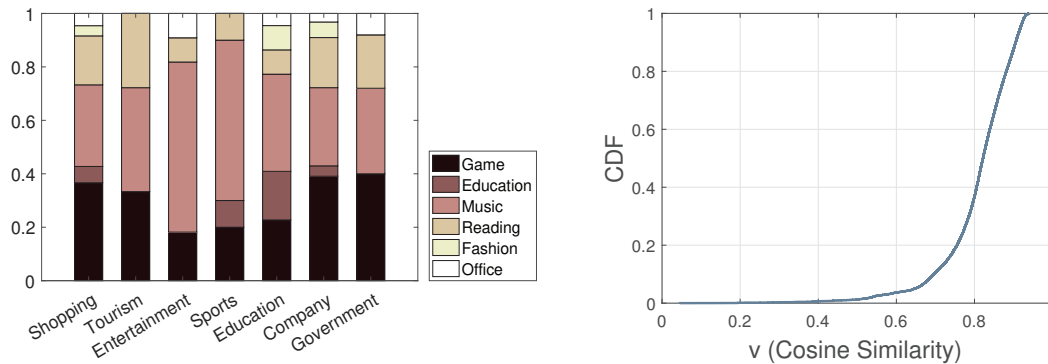 1
0.8
0.6
0.4
0.2
0
Shopping
Tourism
Entertainment
Sports
Education
Company
Government
Game
Education
Music
Reading
Fashion
Office
1
0.8
0.6
0.4
0.2
0
CDF
0 0.2 0.4 0.6 0.8
v (Cosine Similarity)